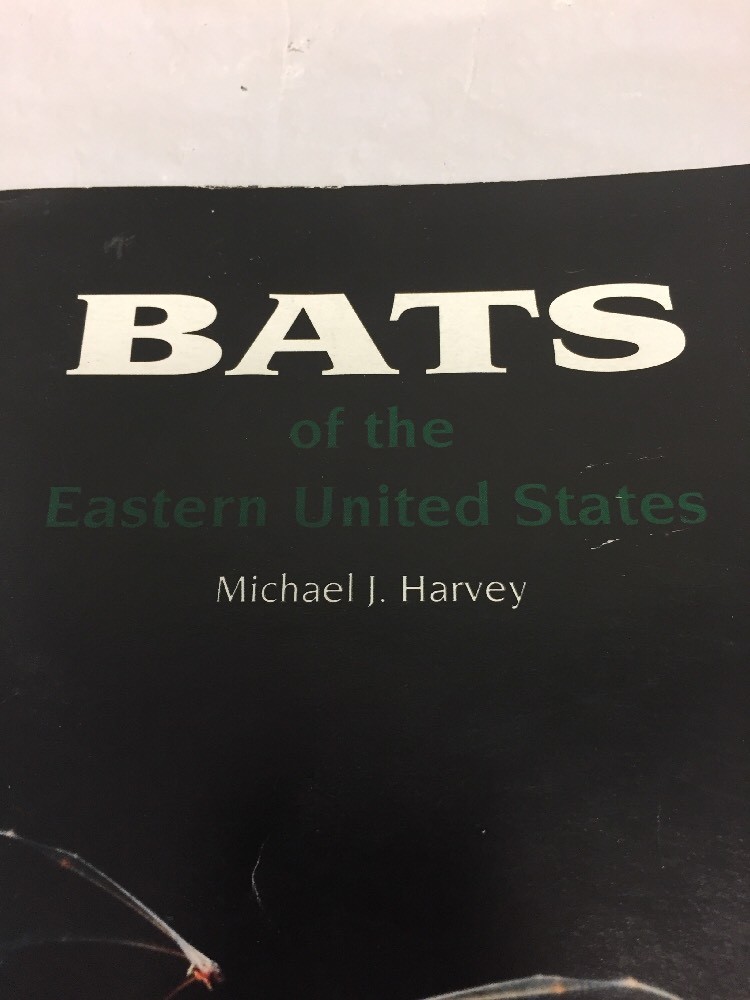 BATS
of the
Eastern United States
Michael J. Harvey